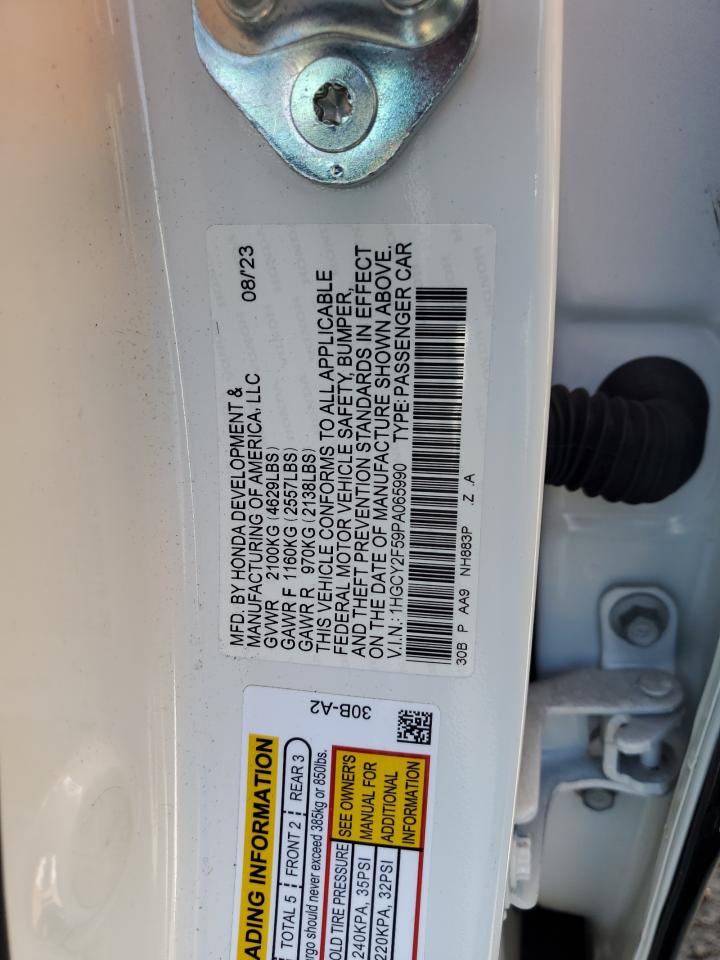 MFD. BY HONDA DEVELOPMENT &
MANUFACTURING OF AMERICA, LLC 08/'23
GVWR 2100KG (4629LBS)
GAWR F 1160KG (2557LBS)
GAWR R 970KG (2138LBS)
THIS VEHICLE CONFORMS TO ALL APPLICABLE
FEDERAL MOTOR VEHICLE SAFETY, BUMPER,
AND THEFT PREVENTION STANDARDS IN EFFECT
ON THE DATE OF MANUFACTURE SHOWN ABOVE.
V.I.N.: 1HGCY2F59PA065990 TYPE: PASSENGER CAR
30B P AA9 NH883P .Z .A
30B-A2
ADING INFORMATION
TOTAL 5 FRONT 2 REAR 3
rgo should never exceed 385kg or 850lbs.
OLD TIRE PRESSURE
240KPA, 35PSI
220KPA, 32PSI
SEE OWNER'S
MANUAL FOR
ADDITIONAL
INFORMATION